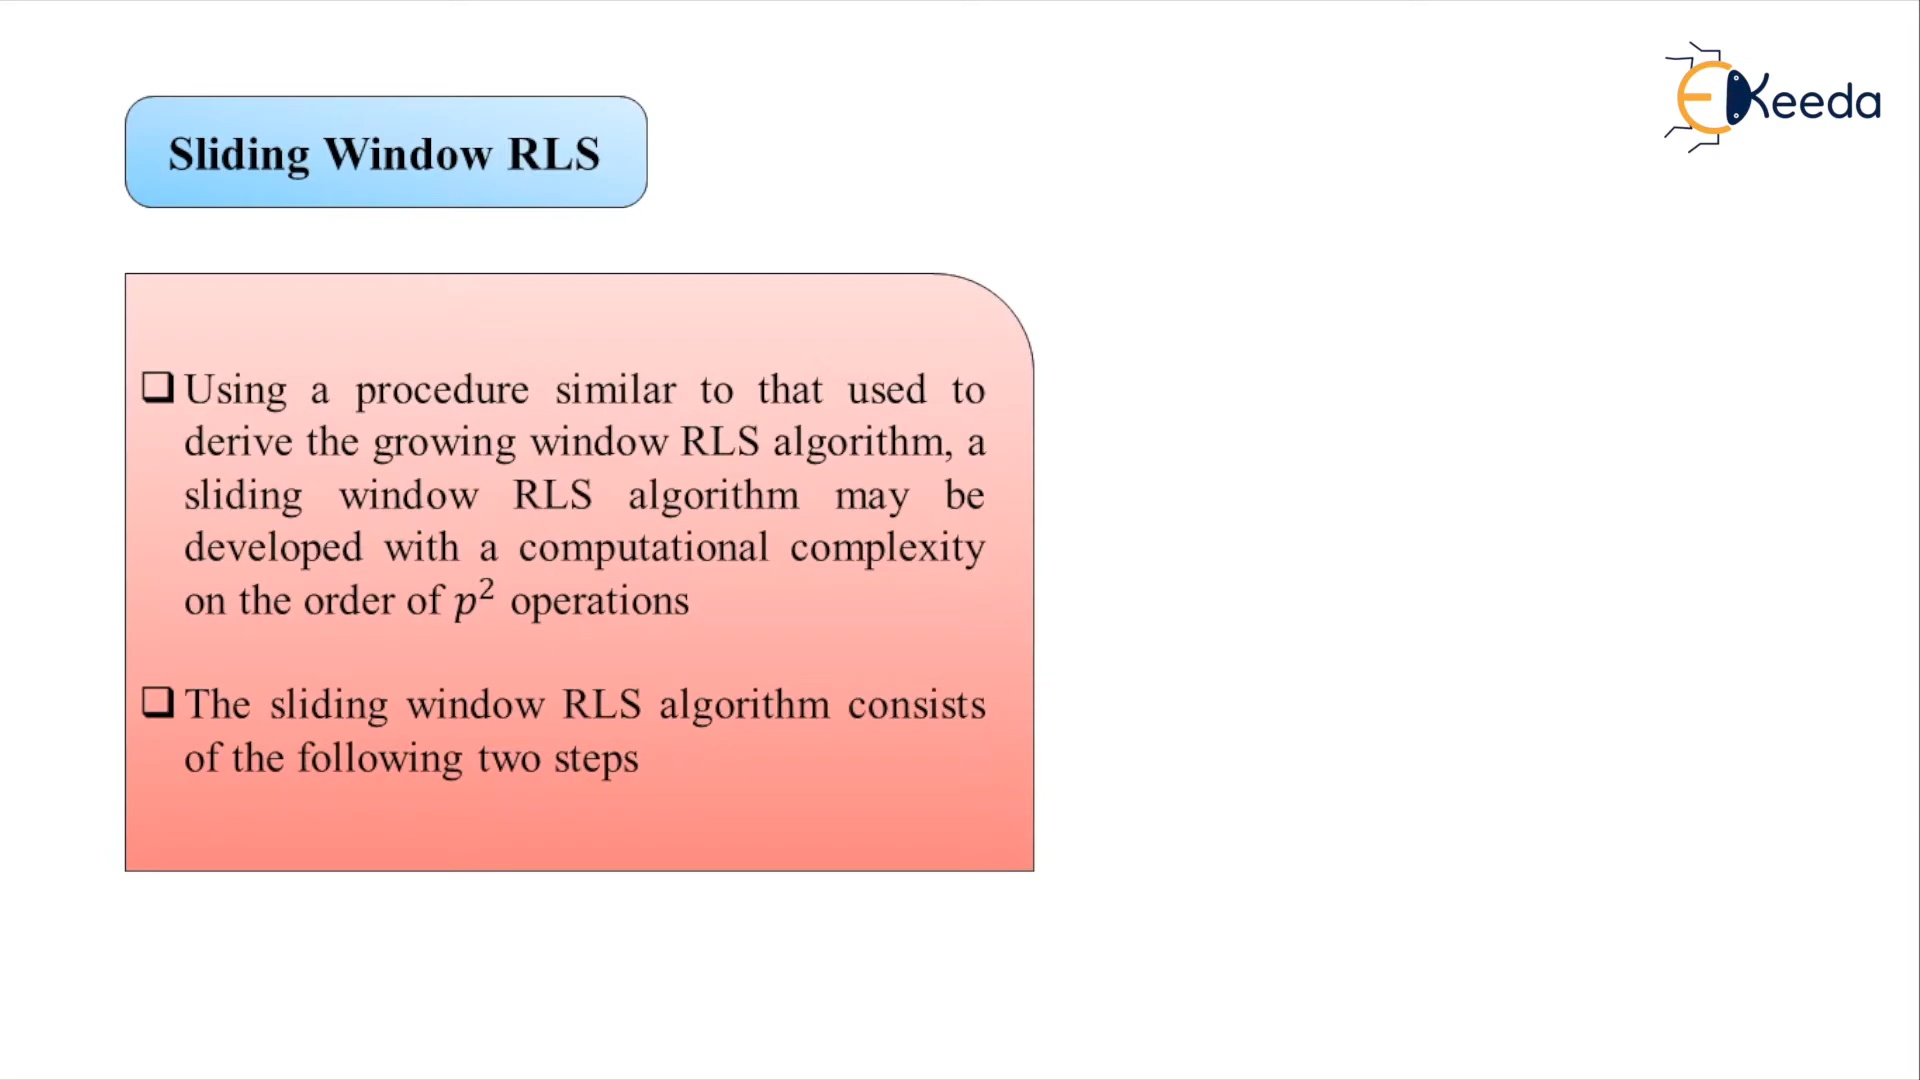 Keeda
Sliding Window RLS
❑ Using a procedure similar to that used to
derive the growing window RLS algorithm, a
sliding window RLS algorithm may be
developed with a computational complexity
on the order of p² operations
❑ The sliding window RLS algorithm consists
of the following two steps